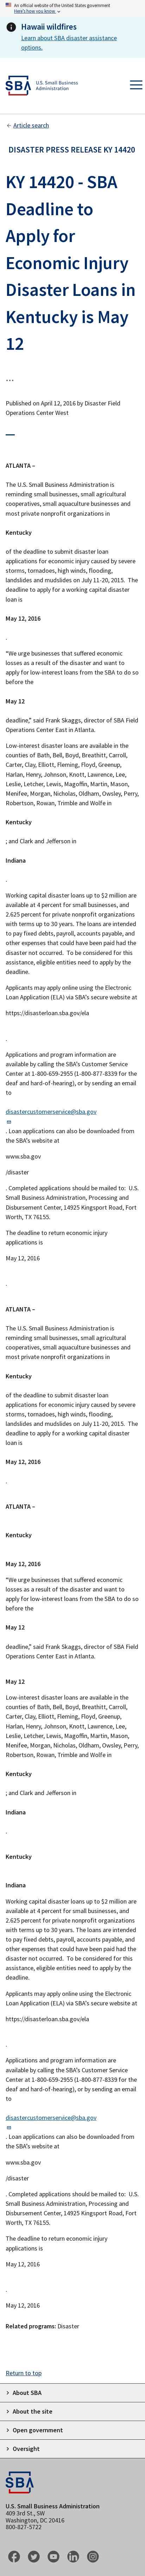 An official website of the United States government
Here's how you know
Hawaii wildfires
Learn about SBA disaster assistance
options.
SBA
U.S. Small Business
Administration
Article search
DISASTER PRESS RELEASE KY 14420
KY 14420 - SBA
Deadline to
Apply for
Economic Injury
Disaster Loans in
Kentucky is May
12
...
Published on April 12, 2016 by Disaster Field
Operations Center West
ATLANTA –
The U.S. Small Business Administration is
reminding small businesses, small agricultural
cooperatives, small aquaculture businesses and
most private nonprofit organizations in
Kentucky
of the deadline to submit disaster loan
applications for economic injury caused by severe
storms, tornadoes, high winds, flooding,
landslides and mudslides on July 11-20, 2015. The
deadline to apply for a working capital disaster
loan is
May 12, 2016
.
"We urge businesses that suffered economic
losses as a result of the disaster and want to
apply for low-interest loans from the SBA to do so
before the
May 12
deadline," said Frank Skaggs, director of SBA Field
Operations Center East in Atlanta.
Low-interest disaster loans are available in the
counties of Bath, Bell, Boyd, Breathitt, Carroll,
Carter, Clay, Elliott, Fleming, Floyd, Greenup,
Harlan, Henry, Johnson, Knott, Lawrence, Lee,
Leslie, Letcher, Lewis, Magoffin, Martin, Mason,
Menifee, Morgan, Nicholas, Oldham, Owsley, Perry,
Robertson, Rowan, Trimble and Wolfe in
Kentucky
; and Clark and Jefferson in
Indiana
.
Working capital disaster loans up to $2 million are
available at 4 percent for small businesses, and
2.625 percent for private nonprofit organizations
with terms up to 30 years. The loans are intended
to pay fixed debts, payroll, accounts payable, and
other expenses that could have been paid had the
disaster not occurred. To be considered for this
assistance, eligible entities need to apply by the
deadline.
Applicants may apply online using the Electronic
Loan Application (ELA) via SBA's secure website at
https://disasterloan.sba.gov/ela
.
Applications and program information are
available by calling the SBA's Customer Service
Center at 1-800-659-2955 (1-800-877-8339 for the
deaf and hard-of-hearing), or by sending an email
to
disastercustomerservice@sba.gov
. Loan applications can also be downloaded from
the SBA's website at
www.sba.gov
/disaster
. Completed applications should be mailed to: U.S.
Small Business Administration, Processing and
Disbursement Center, 14925 Kingsport Road, Fort
Worth, TX 76155.
The deadline to return economic injury
applications is
May 12, 2016
.
ATLANTA –
The U.S. Small Business Administration is
reminding small businesses, small agricultural
cooperatives, small aquaculture businesses and
most private nonprofit organizations in
Kentucky
of the deadline to submit disaster loan
applications for economic injury caused by severe
storms, tornadoes, high winds, flooding,
landslides and mudslides on July 11-20, 2015. The
deadline to apply for a working capital disaster
loan is
May 12, 2016
.
ATLANTA –
Kentucky
May 12, 2016
"We urge businesses that suffered economic
losses as a result of the disaster and want to
apply for low-interest loans from the SBA to do so
before the
May 12
deadline," said Frank Skaggs, director of SBA Field
Operations Center East in Atlanta.
May 12
Low-interest disaster loans are available in the
counties of Bath, Bell, Boyd, Breathitt, Carroll,
Carter, Clay, Elliott, Fleming, Floyd, Greenup,
Harlan, Henry, Johnson, Knott, Lawrence, Lee,
Leslie, Letcher, Lewis, Magoffin, Martin, Mason,
Menifee, Morgan, Nicholas, Oldham, Owsley, Perry,
Robertson, Rowan, Trimble and Wolfe in
Kentucky
; and Clark and Jefferson in
Indiana
.
Kentucky
Indiana
Working capital disaster loans up to $2 million are
available at 4 percent for small businesses, and
2.625 percent for private nonprofit organizations
with terms up to 30 years. The loans are intended
to pay fixed debts, payroll, accounts payable, and
other expenses that could have been paid had the
disaster not occurred. To be considered for this
assistance, eligible entities need to apply by the
deadline.
Applicants may apply online using the Electronic
Loan Application (ELA) via SBA's secure website at
https://disasterloan.sba.gov/ela
.
Applications and program information are
available by calling the SBA's Customer Service
Center at 1-800-659-2955 (1-800-877-8339 for the
deaf and hard-of-hearing), or by sending an email
to
disastercustomerservice@sba.gov
. Loan applications can also be downloaded from
the SBA's website at
www.sba.gov
/disaster
. Completed applications should be mailed to: U.S.
Small Business Administration, Processing and
Disbursement Center, 14925 Kingsport Road, Fort
Worth, TX 76155.
The deadline to return economic injury
applications is
May 12, 2016
.
May 12, 2016
Related programs: Disaster
Return to top
About SBA
About the site
Open government
Oversight
SBA
U.S. Small Business Administration
409 3rd St., SW
Washington, DC 20416
800-827-5722